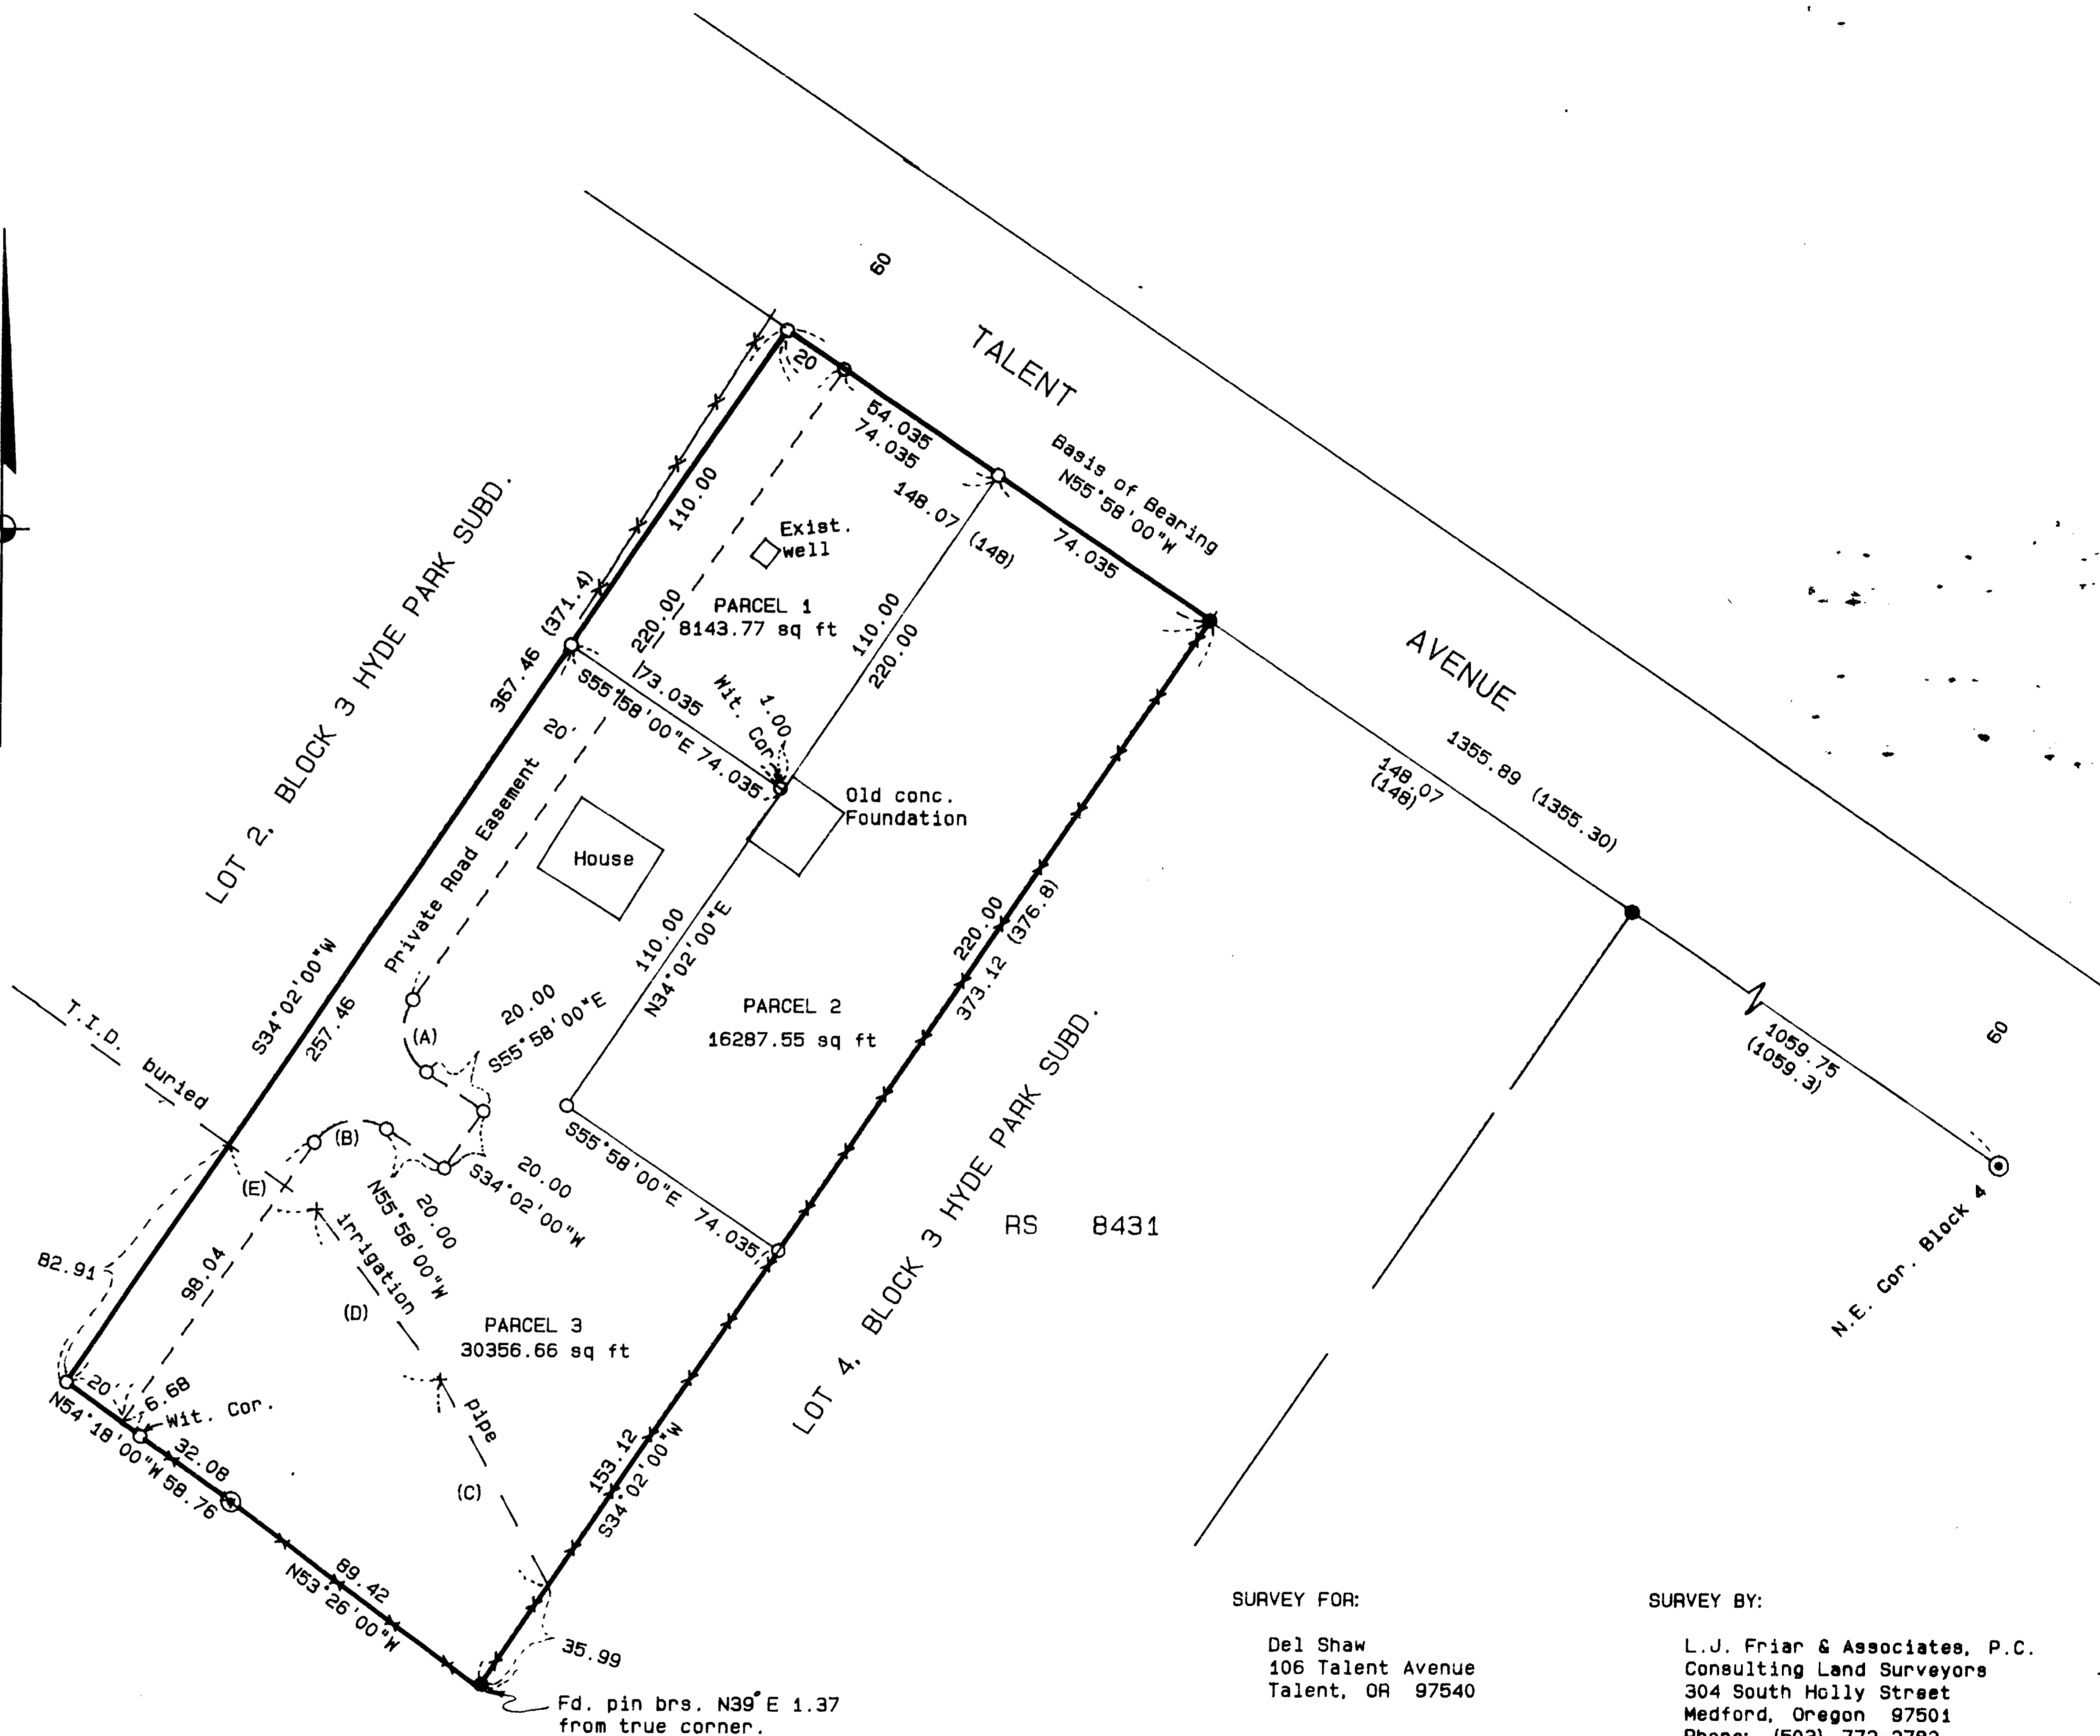 60
TALENT
20
54.035
74.035
Basis of Bearing
N55°58'00"W
148.07
(148)
74.035
110.00
Exist.
well
LOT 2, BLOCK 3 HYDE PARK SUBD.
367.46 (371.4)
PARCEL 1
8143.77 sq ft
220.00
110.00
220.00
AVENUE
73.035
S55°58'00"E 74.035
Wit. Cor.
1.00
1355.89 (1355.30)
148.07
(148)
20'
Private Road Easement
Old conc.
Foundation
House
220.00
373.12 (376.8)
110.00
N34°02'00"E
S34°02'00"W
257.46
T.I.D. buried irrigation pipe
(A)
20.00
S55°58'00"E
PARCEL 2
16287.55 sq ft
60
1059.75
(1059.3)
(B)
20.00
S34°02'00"W
S55°58'00"E 74.035
(E)
20.00
N55°58'00"W
LOT 4, BLOCK 3 HYDE PARK SUBD.
RS 8431
N.E. Cor. Block 4
82.91
98.04
(D)
PARCEL 3
30356.66 sq ft
20'
6.68
Wit. Cor.
N54°18'00"W 58.76
32.08
153.12
S34°02'00"W
(C)
89.42
N53°26'00"W
35.99
Fd. pin brs. N39° E 1.37
from true corner.
SURVEY FOR:
Del Shaw
106 Talent Avenue
Talent, OR 97540
SURVEY BY:
L.J. Friar & Associates, P.C.
Consulting Land Surveyors
304 South Holly Street
Medford, Oregon 97501
Phone: (503) 772-2782